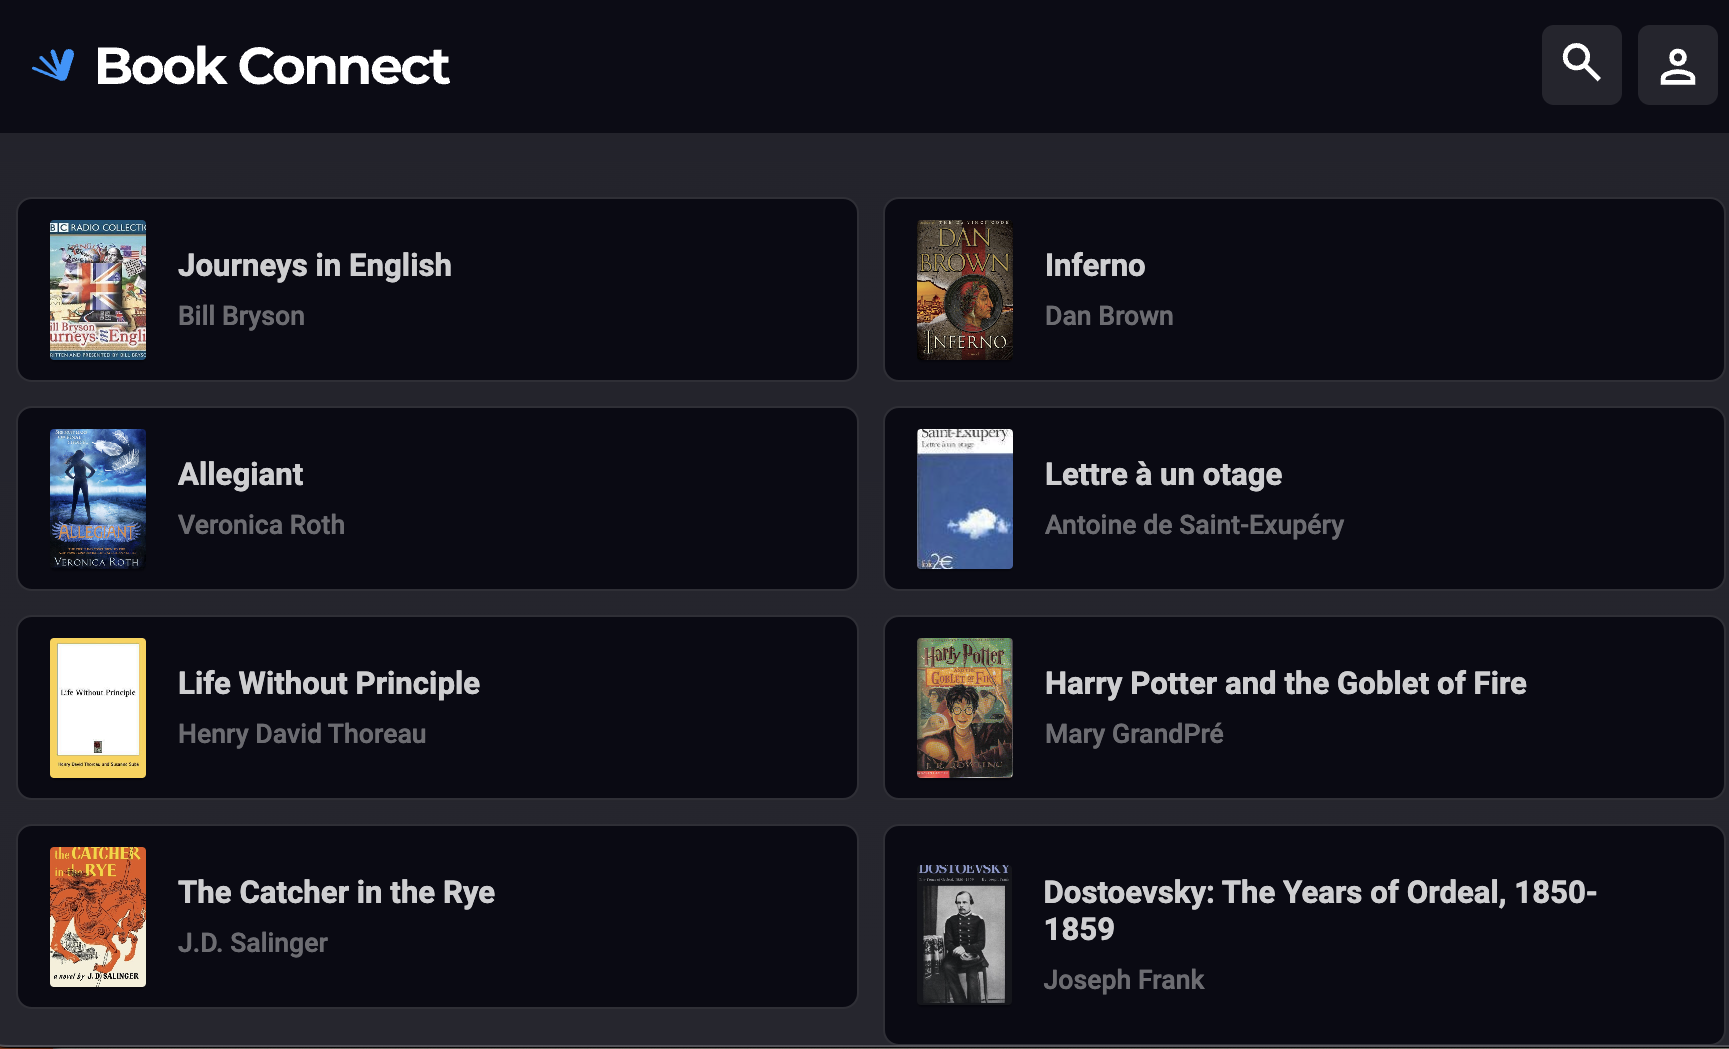 Book Connect
BBC RADIO COLLECTI
Bill Bryson
Journeys in English
Bill Bryson
DAN
BROWN
INFERNO
Inferno
Dan Brown
ALLEGIANT
VERONICA ROTH
Allegiant
Veronica Roth
Saint-Exupéry
Lettre à un otage
2€
Lettre à un otage
Antoine de Saint-Exupéry
Life Without Principle
Life Without Principle
Henry David Thoreau
Harry Potter
AND THE
GOBLET OF FIRE
J.K. ROWLING
Harry Potter and the Goblet of Fire
Mary GrandPré
the CATCHER
in the RYE
a novel by J. D. SALINGER
The Catcher in the Rye
J.D. Salinger
DOSTOEVSKY
Dostoevsky: The Years of Ordeal, 1850-
1859
Joseph Frank